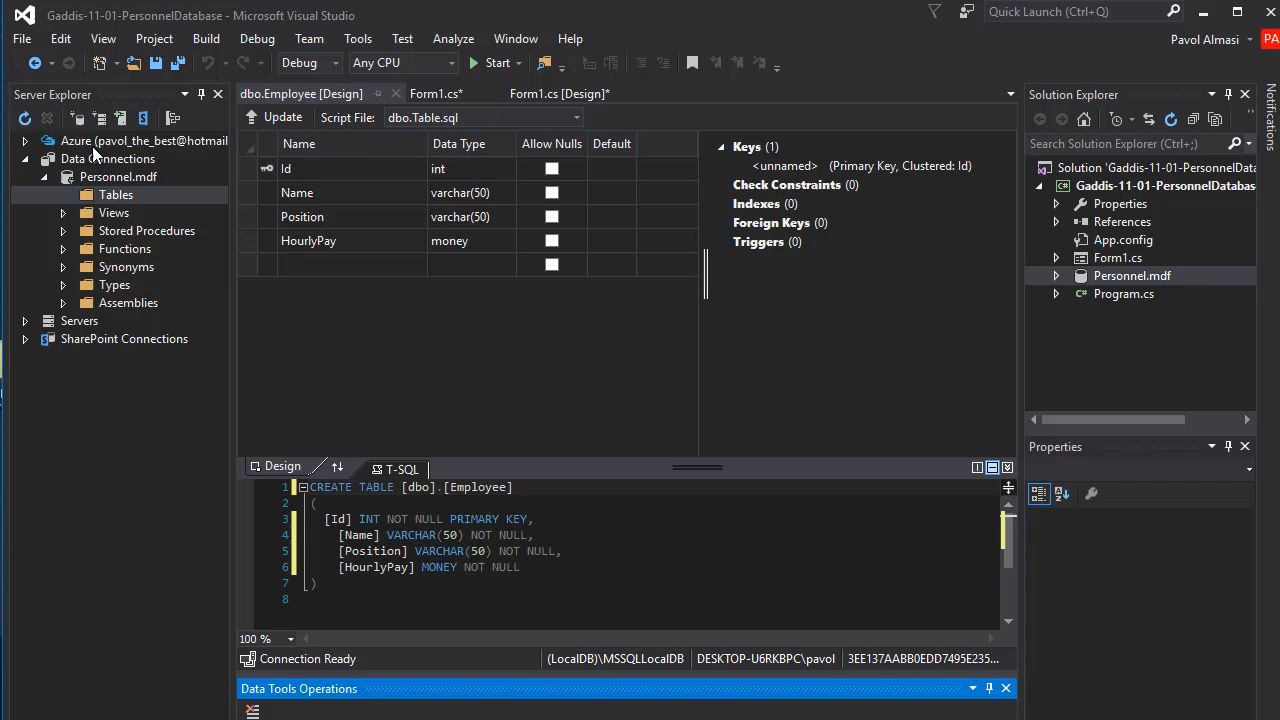 Gaddis-11-01-PersonnelDatabase - Microsoft Visual Studio
Quick Launch (Ctrl+Q)
File Edit View Project Build Debug Team Tools Test Analyze Window Help
Pavol Almasi PA
Debug Any CPU Start
Server Explorer
dbo.Employee [Design] Form1.cs* Form1.cs [Design]*
Solution Explorer
Notifications
Update Script File: dbo.Table.sql
Search Solution Explorer (Ctrl+;)
Azure (pavol_the_best@hotmail
Data Connections
Personnel.mdf
Tables
Views
Stored Procedures
Functions
Synonyms
Types
Assemblies
Servers
SharePoint Connections
Name Data Type Allow Nulls Default
Id int
Name varchar(50)
Position varchar(50)
HourlyPay money
Keys (1)
<unnamed> (Primary Key, Clustered: Id)
Check Constraints (0)
Indexes (0)
Foreign Keys (0)
Triggers (0)
Solution 'Gaddis-11-01-PersonnelDatabas
Gaddis-11-01-PersonnelDatabase
Properties
References
App.config
Form1.cs
Personnel.mdf
Program.cs
Properties
Design T-SQL
1 CREATE TABLE [dbo].[Employee]
2 (
3 [Id] INT NOT NULL PRIMARY KEY,
4 [Name] VARCHAR(50) NOT NULL,
5 [Position] VARCHAR(50) NOT NULL,
6 [HourlyPay] MONEY NOT NULL
7 )
8
100 %
Connection Ready (LocalDB)\MSSQLLocalDB DESKTOP-U6RKBPC\pavol 3EE137AABB0EDD7495E235...
Data Tools Operations